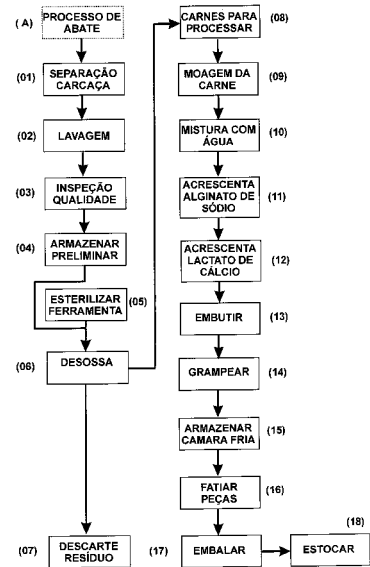 ( A) PROCESSO DE
ABATE
(01) SEPARAÇÃO
CARCAÇA
(02) LAVAGEM
(03) INSPEÇÃO
QUALIDADE
(04) ARMAZENAR
PRELIMINAR
ESTERILIZAR (05)
FERRAMENTA
(06) DESOSSA
(07) DESCARTE
RESÍDUO
CARNES PARA (08)
PROCESSAR
MOAGEM DA (09)
CARNE
MISTURA COM (10)
ÁGUA
ACRESCENTA
ALGINATO DE (11)
SÓDIO
ACRESCENTA
LACTATO DE (12)
CÁLCIO
EMBUTIR (13)
GRAMPEAR (14)
ARMAZENAR (15)
CAMARA FRIA
FATIAR (16)
PEÇAS
(17) EMBALAR
(18)
ESTOCAR